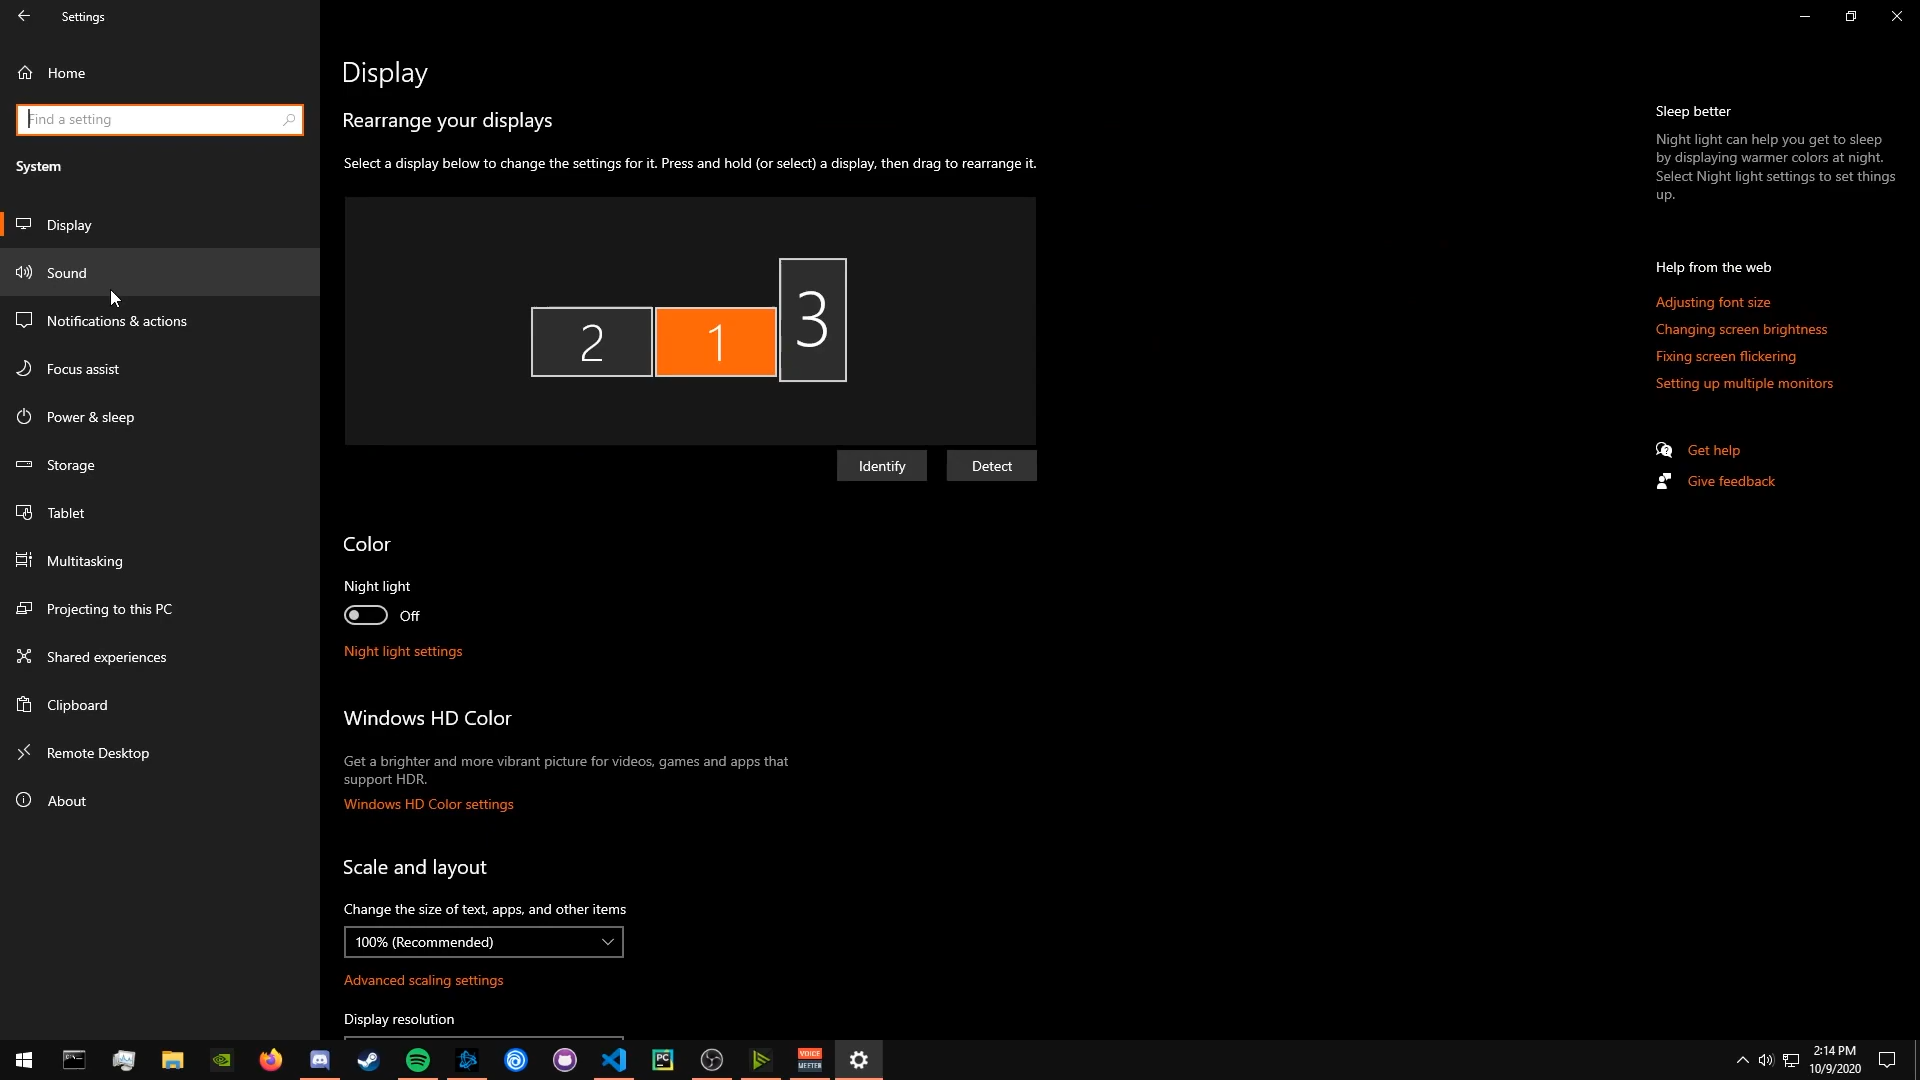 Settings
Home
Find a setting
System
Display
Sound
Notifications & actions
Focus assist
Power & sleep
Storage
Tablet
Multitasking
Projecting to this PC
Shared experiences
Clipboard
Remote Desktop
About
Display
Rearrange your displays
Select a display below to change the settings for it. Press and hold (or select) a display, then drag to rearrange it.
2
1
3
Identify
Detect
Color
Night light
Off
Night light settings
Windows HD Color
Get a brighter and more vibrant picture for videos, games and apps that
support HDR.
Windows HD Color settings
Scale and layout
Change the size of text, apps, and other items
100% (Recommended)
Advanced scaling settings
Display resolution
Sleep better
Night light can help you get to sleep
by displaying warmer colors at night.
Select Night light settings to set things
up.
Help from the web
Adjusting font size
Changing screen brightness
Fixing screen flickering
Setting up multiple monitors
Get help
Give feedback
PC
VOICE
MEETER
2:14 PM
10/9/2020